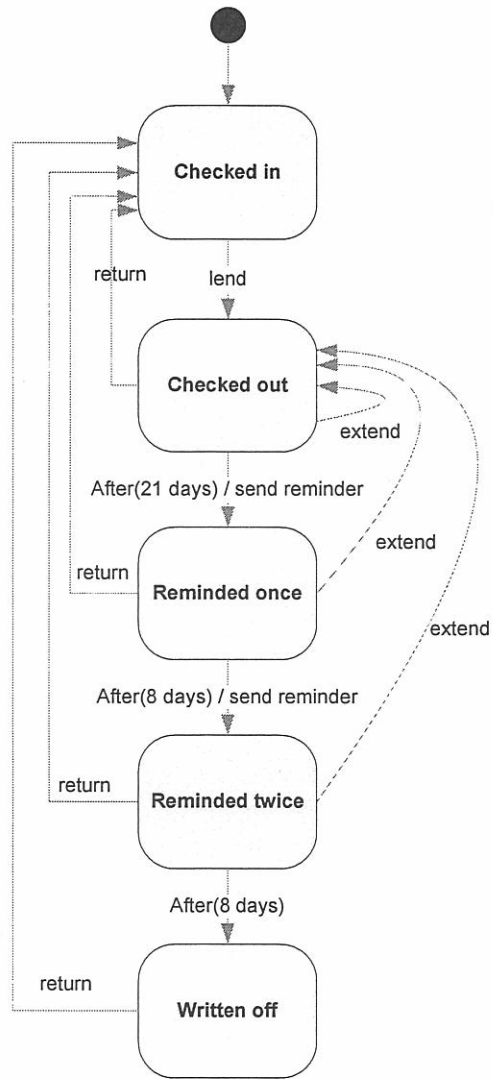 Checked in
return
lend
Checked out
extend
After(21 days) / send reminder
extend
return
Reminded once
extend
After(8 days) / send reminder
return
Reminded twice
After(8 days)
return
Written off